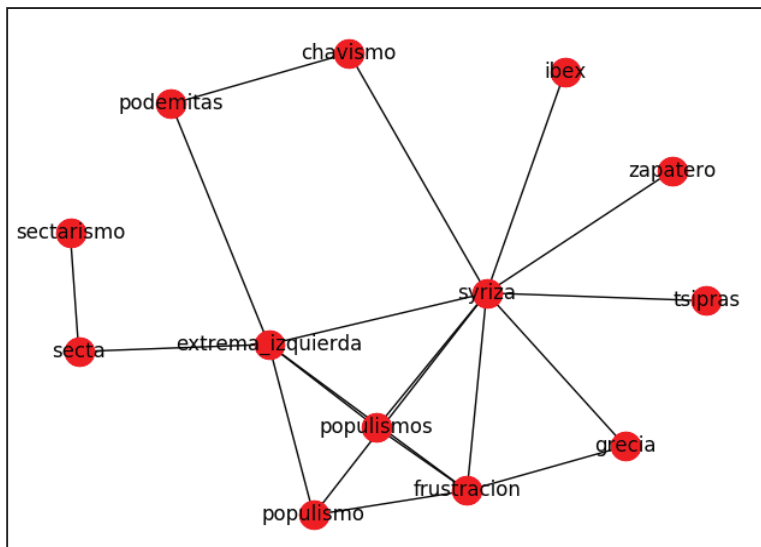 chavismo
ibex
podemitas
zapatero
sectarismo
syriza
tsipras
extrema_izquierda
secta
populismos
grecia
frustracion
populismo